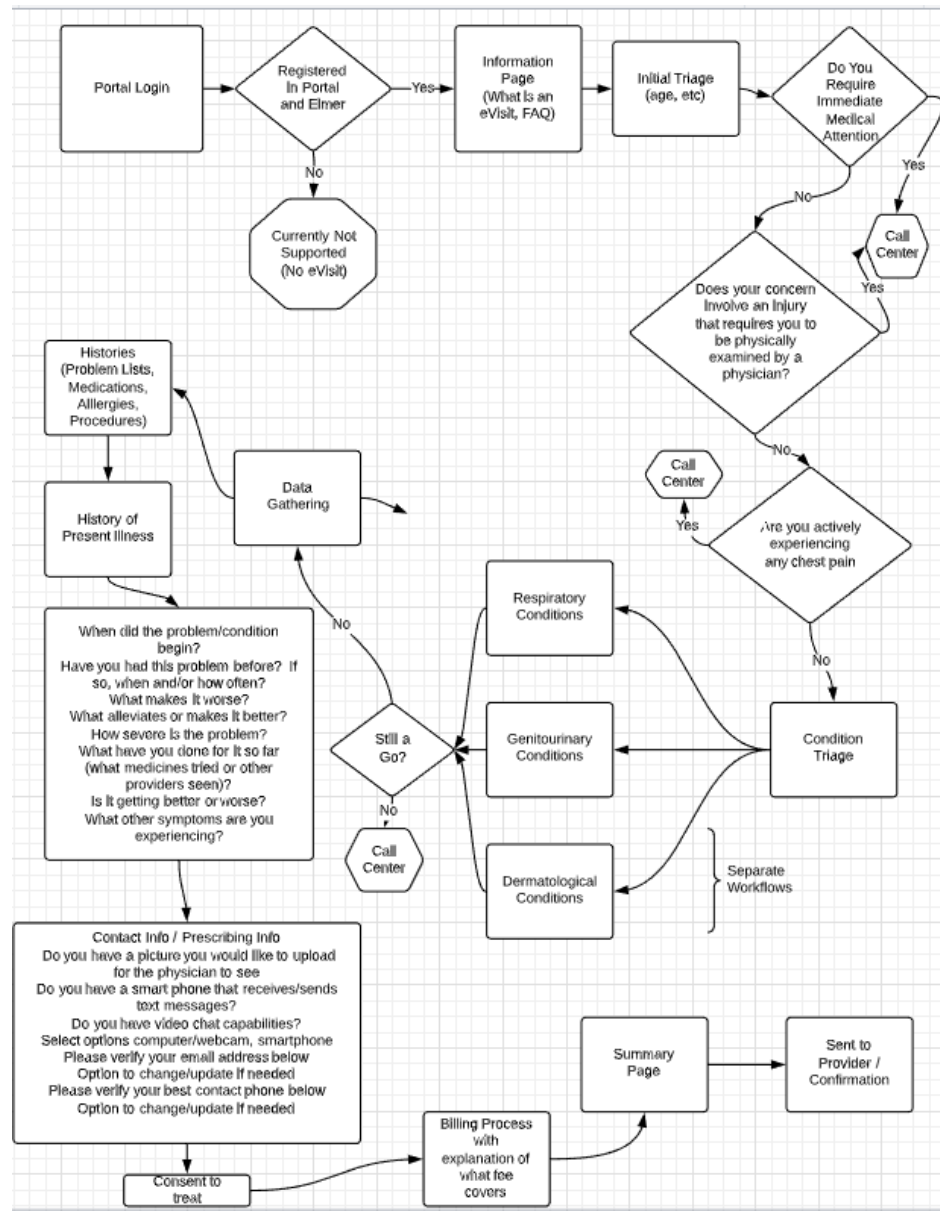 Portal Login
Registered
in Portal
and Elmer
Yes
Information
Page
(What is an
eVisit, FAQ)
Initial Triage
(age, etc)
Do You
Require
Immediate
Medical
Attention
Yes
No
No
Currently Not
Supported
(No eVisit)
Call
Center
Yes
Does your concern
Involve an Injury
that requires you to
be physically
examined by a
physician?
No
Histories
(Problem Lists,
Medications,
Alllergies,
Procedures)
Data
Gathering
Call
Center
Yes
Are you actively
experiencing
any chest pain
No
History of
Present Illness
When did the problem/condition
begin?
Have you had this problem before? If
so, when and/or how often?
What makes it worse?
What alleviates or makes it better?
How severe is the problem?
What have you done for it so far
(what medicines tried or other
providers seen)?
Is it getting better or worse?
What other symptoms are you
experiencing?
No
Respiratory
Conditions
Still a
Go?
Genitourinary
Conditions
Condition
Triage
No
Call
Center
Dermatological
Conditions
Separate
Workflows
Contact Info / Prescribing Info
Do you have a picture you would like to upload
for the physician to see
Do you have a smart phone that receives/sends
text messages?
Do you have video chat capabilities?
Select options computer/webcam, smartphone
Please verify your email address below
Option to change/update if needed
Please verify your best contact phone below
Option to change/update if needed
Consent to
treat
Billing Process
with
explanation of
what fee
covers
Summary
Page
Sent to
Provider /
Confirmation